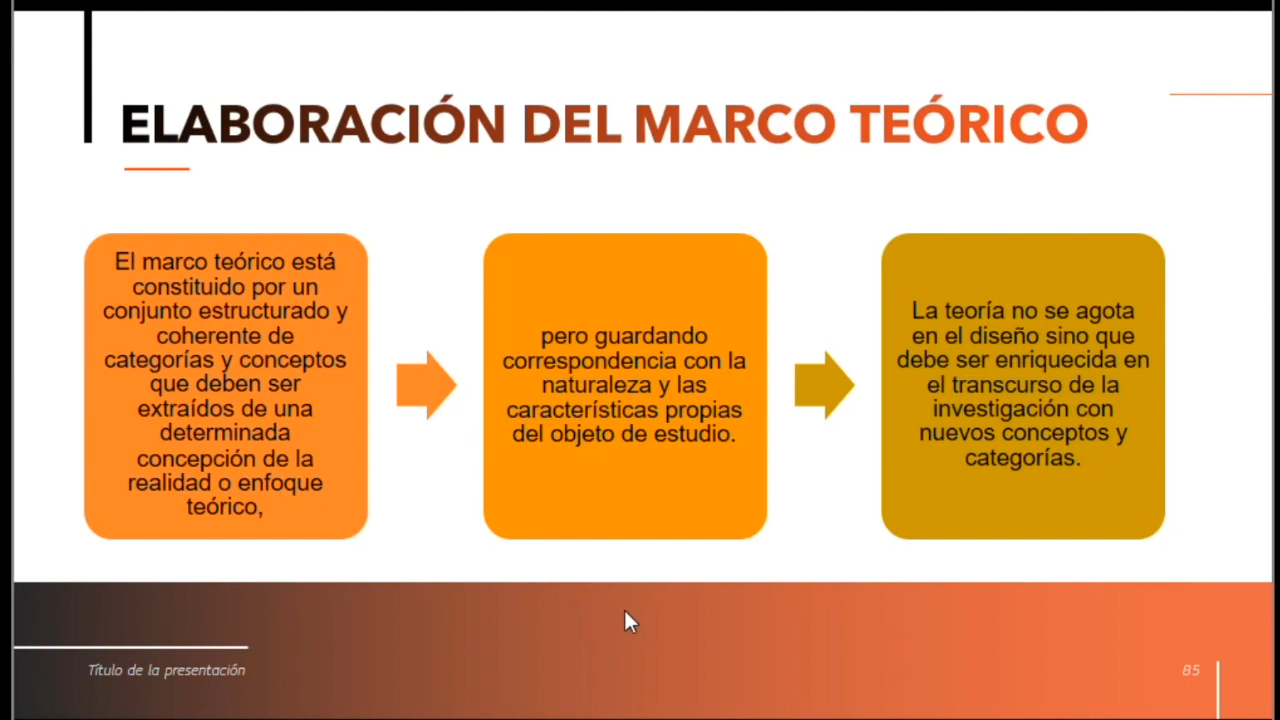 ELABORACIÓN DEL MARCO TEÓRICO
El marco teórico está
constituido por un
conjunto estructurado y
coherente de
categorías y conceptos
que deben ser
extraídos de una
determinada
concepción de la
realidad o enfoque
teórico,
pero guardando
correspondencia con la
naturaleza y las
características propias
del objeto de estudio.
La teoría no se agota
en el diseño sino que
debe ser enriquecida en
el transcurso de la
investigación con
nuevos conceptos y
categorías.
Título de la presentación
85